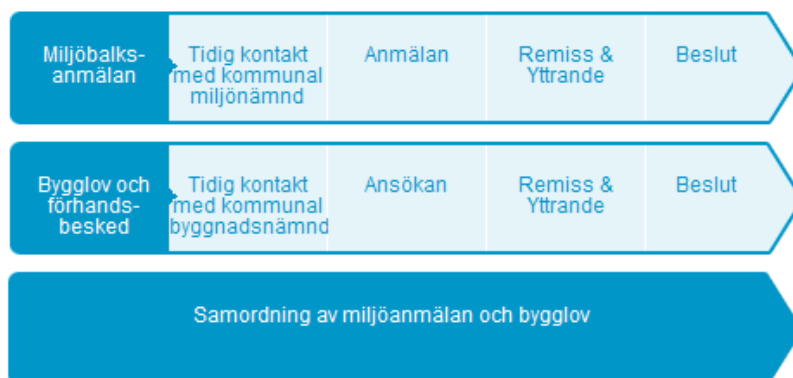 Miljöbalks-
anmälan
Tidig kontakt
med kommunal
miljönämnd
Anmälan
Remiss &
Yttrande
Beslut
Bygglov och
förhands-
besked
Tidig kontakt
med kommunal
byggnadsnämnd
Ansökan
Remiss &
Yttrande
Beslut
Samordning av miljöanmälan och bygglov